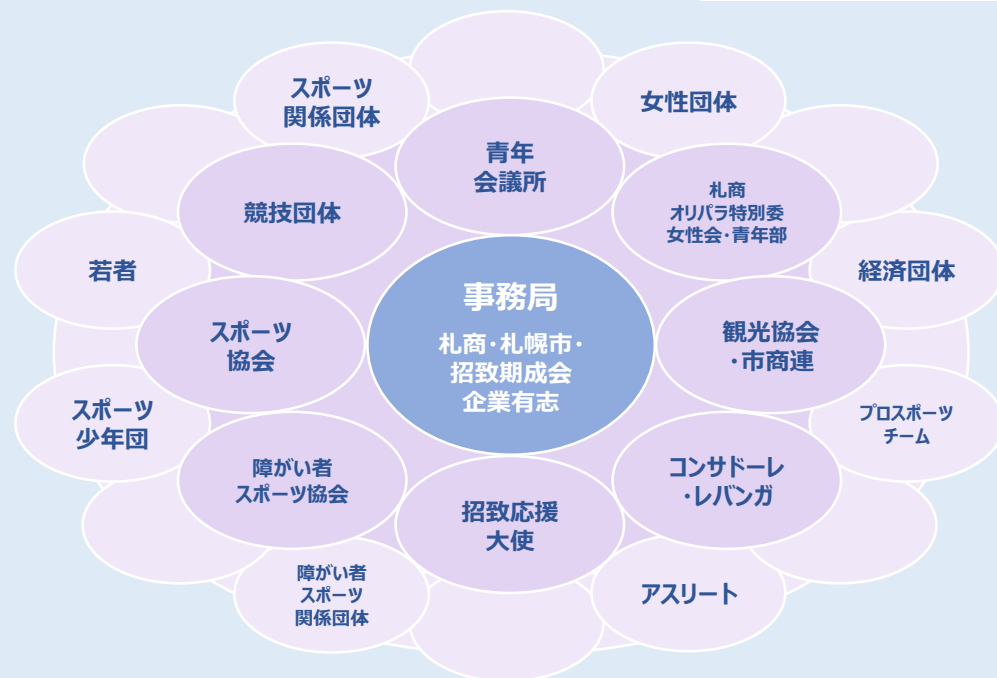 スポーツ
関係団体
女性団体
青年
会議所
競技団体
札商
オリパラ特別委
女性会・青年部
若者
経済団体
事務局
札商・札幌市・
招致期成会
企業有志
スポーツ
協会
観光協会
・市商連
スポーツ
少年団
プロスポーツ
チーム
障がい者
スポーツ協会
コンサドーレ
・レバンガ
招致応援
大使
障がい者
スポーツ
関係団体
アスリート